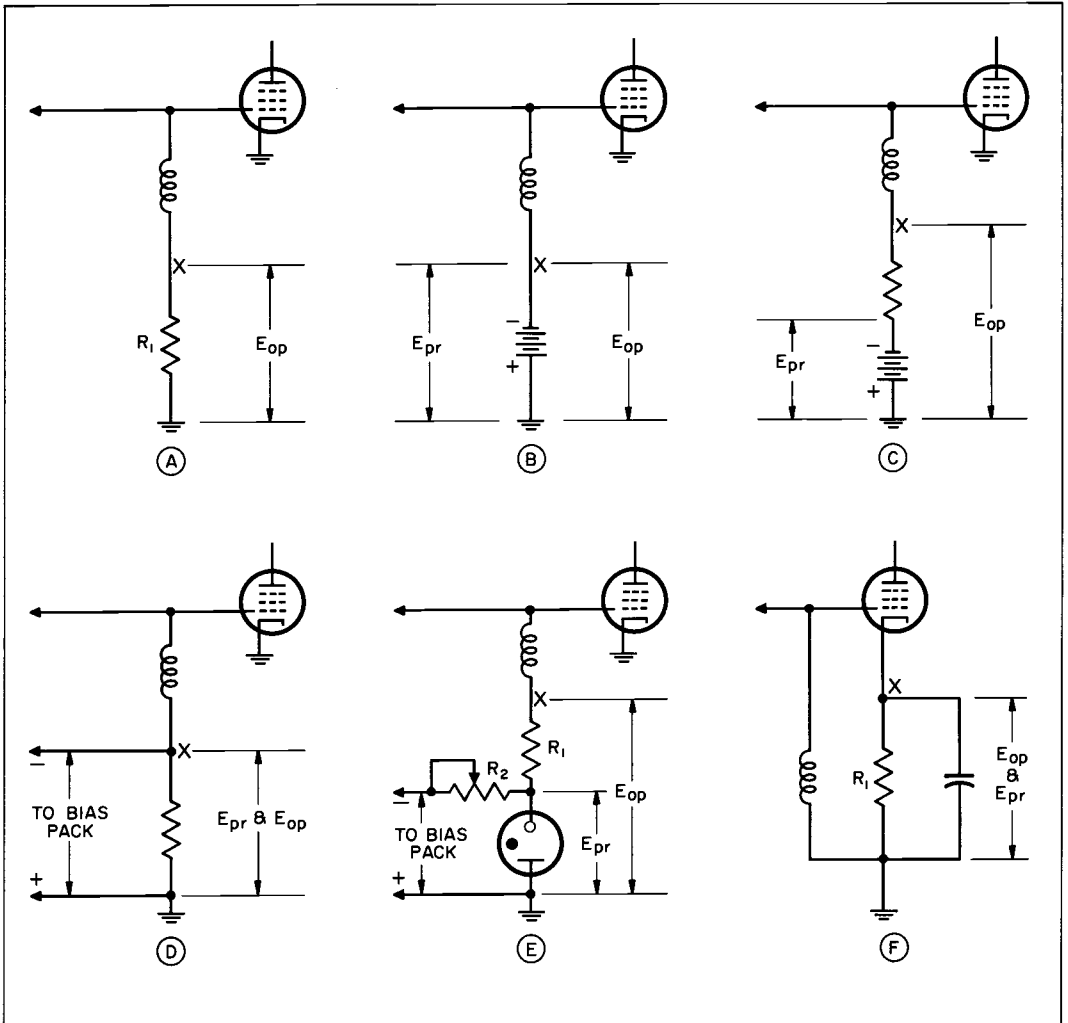 X
R1
Eop
A
Epr
X
−
+
Eop
B
X
Epr
−
+
Eop
C
X
−
TO BIAS
PACK
Epr & Eop
+
D
X
R1
R2
−
TO BIAS
PACK
Epr
Eop
+
E
X
R1
Eop
&
Epr
F